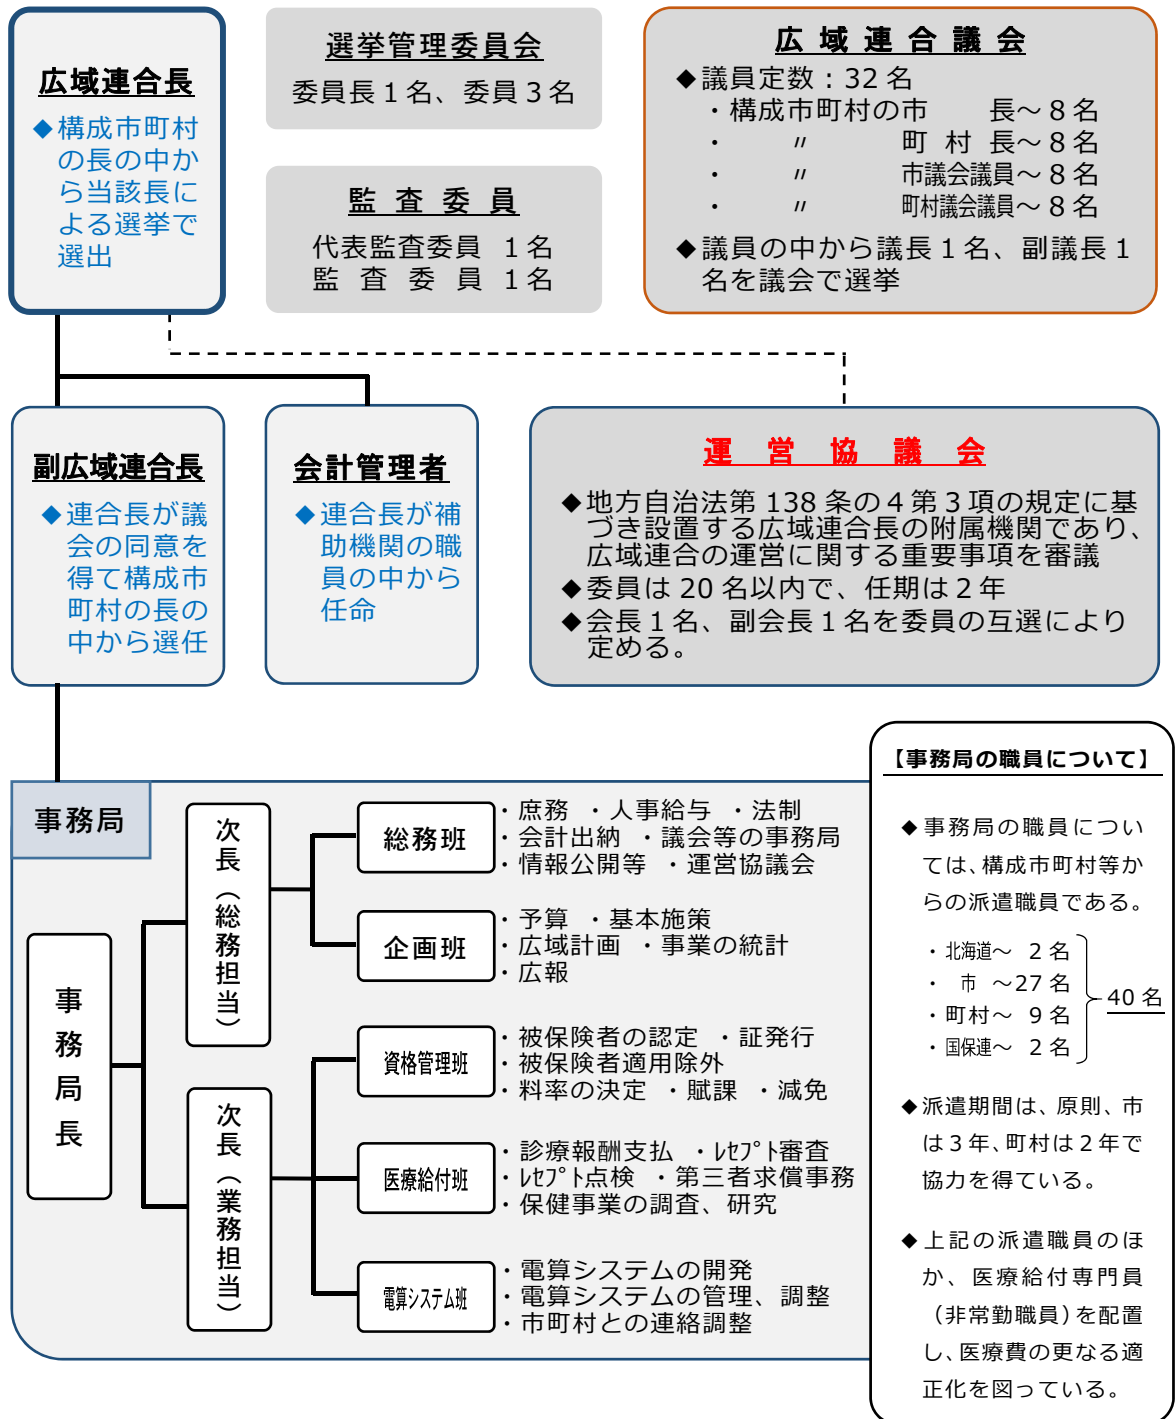 広域連合長
◆構成市町村
の長の中か
ら当該長に
よる選挙で
選出
選挙管理委員会
委員長1名、委員3名
監査委員
代表監査委員 1名
監査委員 1名
広域連合議会
◆議員定数：32名
・構成市町村の市　　長～8名
・　　〃　　　町 村 長～8名
・　　〃　　　市議会議員～8名
・　　〃　　　町村議会議員～8名
◆議員の中から議長1名、副議長1
名を議会で選挙
副広域連合長
◆連合長が議
会の同意を
得て構成市
町村の長の
中から選任
会計管理者
◆連合長が補
助機関の職
員の中から
任命
運営協議会
◆地方自治法第138条の4第3項の規定に基
づき設置する広域連合長の附属機関であり、
広域連合の運営に関する重要事項を審議
◆委員は20名以内で、任期は2年
◆会長1名、副会長1名を委員の互選により
定める。
事務局
事務局長
次長（総務担当）
総務班
・庶務 ・人事給与 ・法制
・会計出納 ・議会等の事務局
・情報公開等 ・運営協議会
企画班
・予算 ・基本施策
・広域計画 ・事業の統計
・広報
次長（業務担当）
資格管理班
・被保険者の認定 ・証発行
・被保険者適用除外
・料率の決定 ・賦課 ・減免
医療給付班
・診療報酬支払 ・ﾚｾﾌﾟﾄ審査
・ﾚｾﾌﾟﾄ点検 ・第三者求償事務
・保健事業の調査、研究
電算システム班
・電算システムの開発
・電算システムの管理、調整
・市町村との連絡調整
【事務局の職員について】
◆事務局の職員につい
ては、構成市町村等か
らの派遣職員である。
・北海道～ 2名
・ 市 ～27名
・町村～ 9名
・国保連～ 2名
40名
◆派遣期間は、原則、市
は3年、町村は2年で
協力を得ている。
◆上記の派遣職員のほ
か、医療給付専門員
（非常勤職員）を配置
し、医療費の更なる適
正化を図っている。